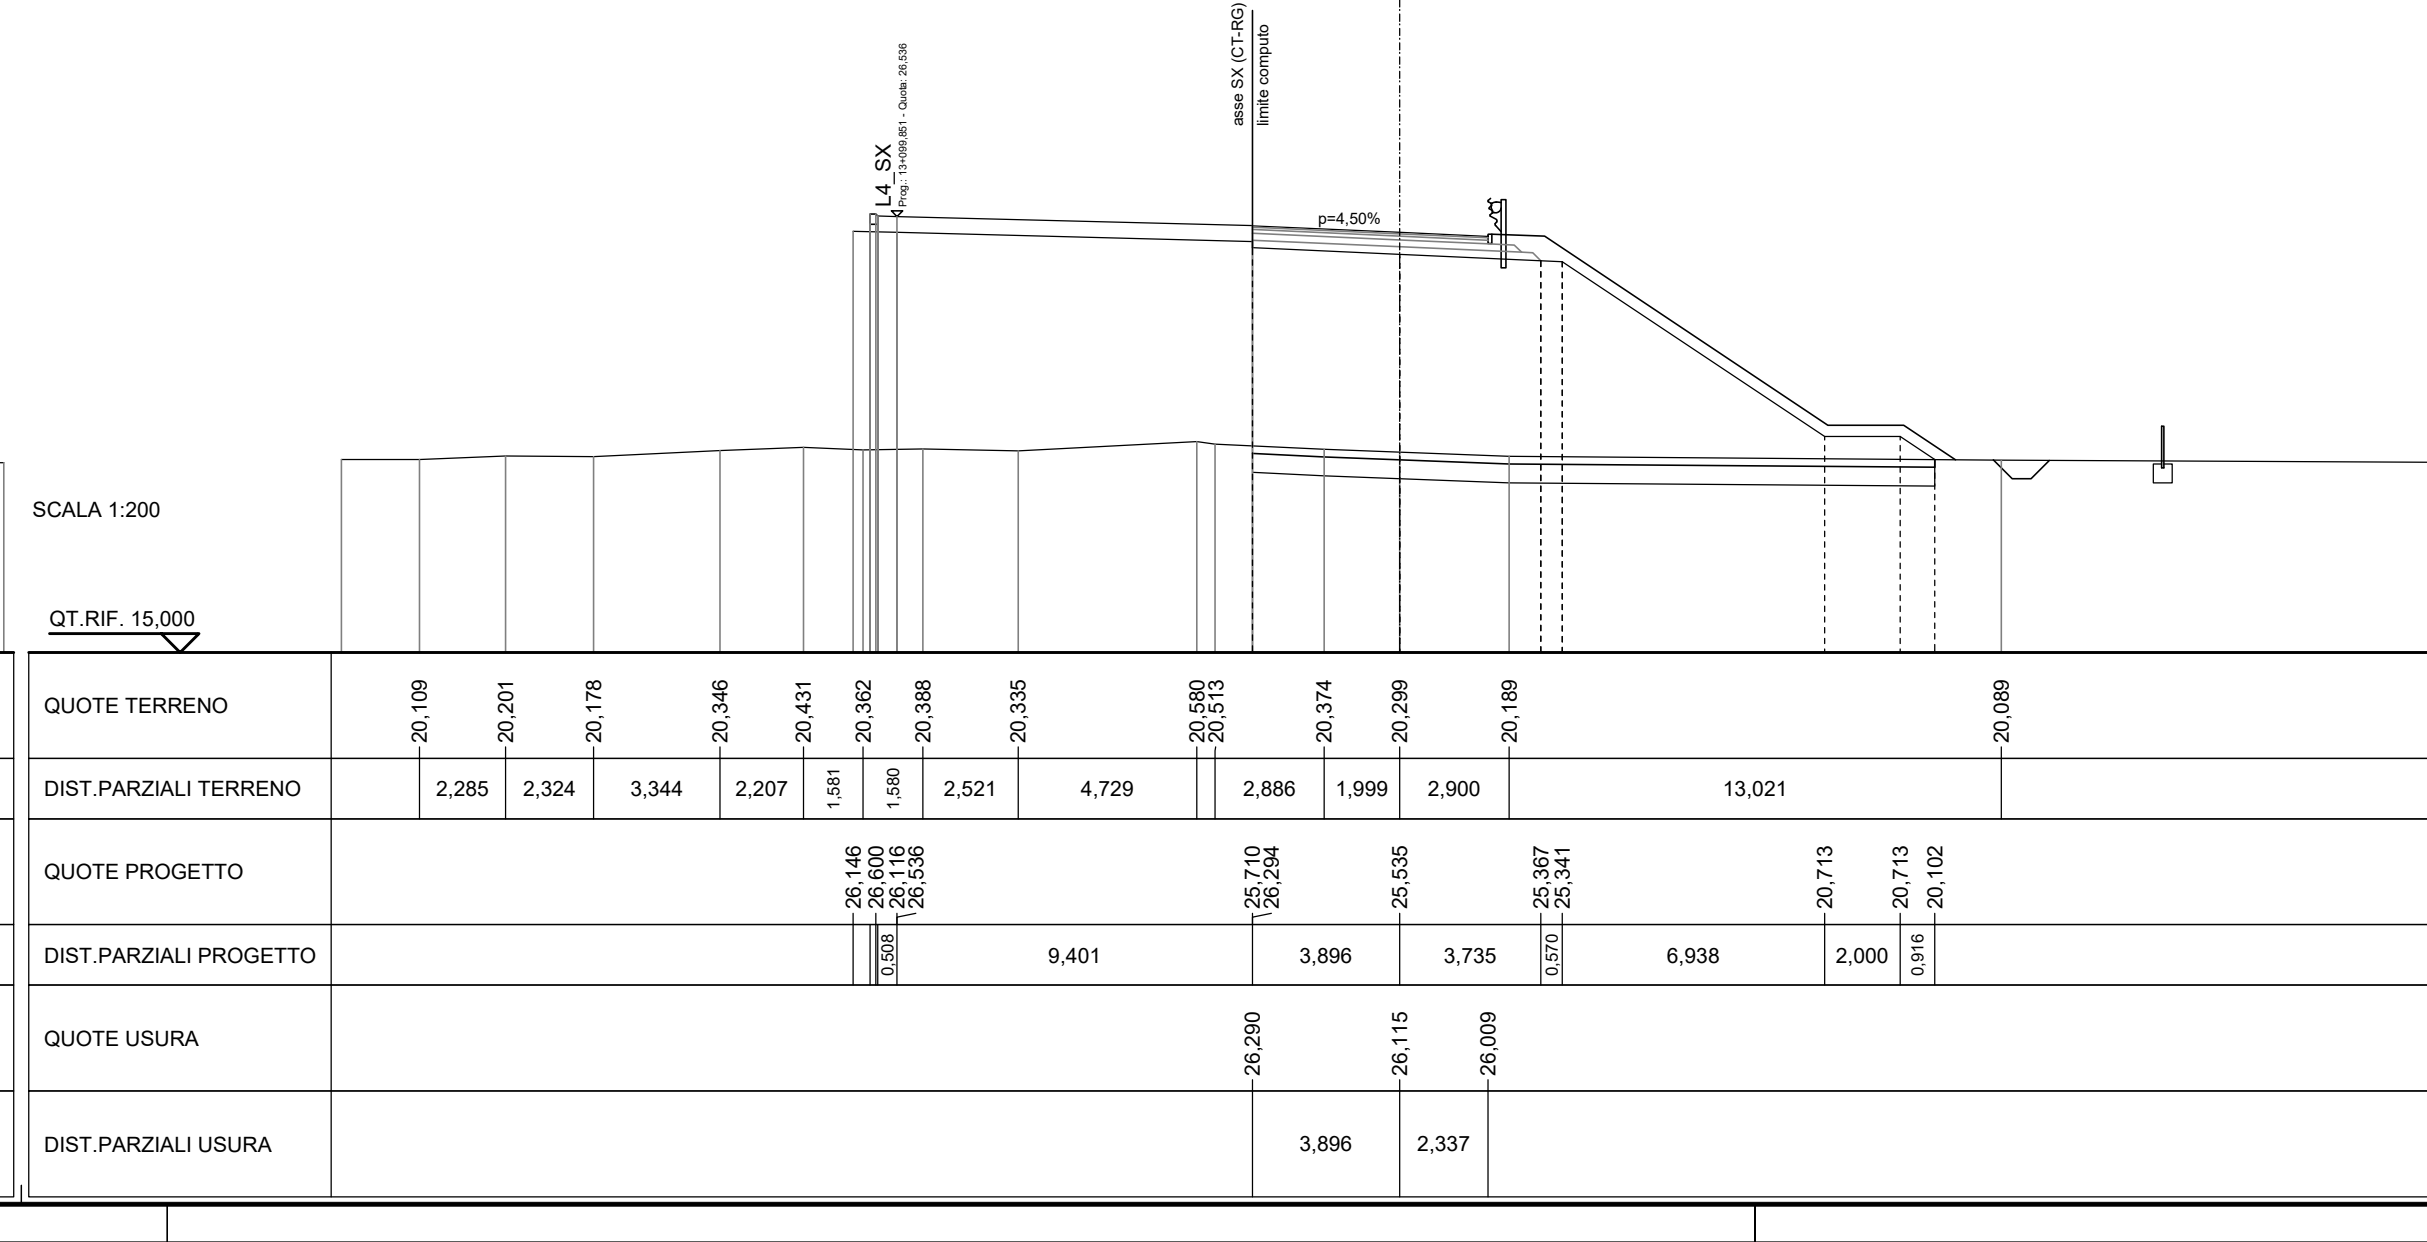 asse SX (CT-RG)
limite computo
L4_SX
Prog.: 13+099,851 - Quota: 26,536
p=4,50%
SCALA 1:200
QT.RIF. 15,000
QUOTE TERRENO
20,109 20,201 20,178 20,346 20,431 20,362 20,388 20,335 20,580 20,513 20,374 20,299 20,189 20,089
DIST.PARZIALI TERRENO
2,285 2,324 3,344 2,207 1,581 1,580 2,521 4,729 2,886 1,999 2,900 13,021
QUOTE PROGETTO
26,146 26,600 26,116 26,536 25,710 26,294 25,535 25,367 25,341 20,713 20,713 20,102
DIST.PARZIALI PROGETTO
0,508 9,401 3,896 3,735 0,570 6,938 2,000 0,916
QUOTE USURA
26,290 26,115 26,009
DIST.PARZIALI USURA
3,896 2,337